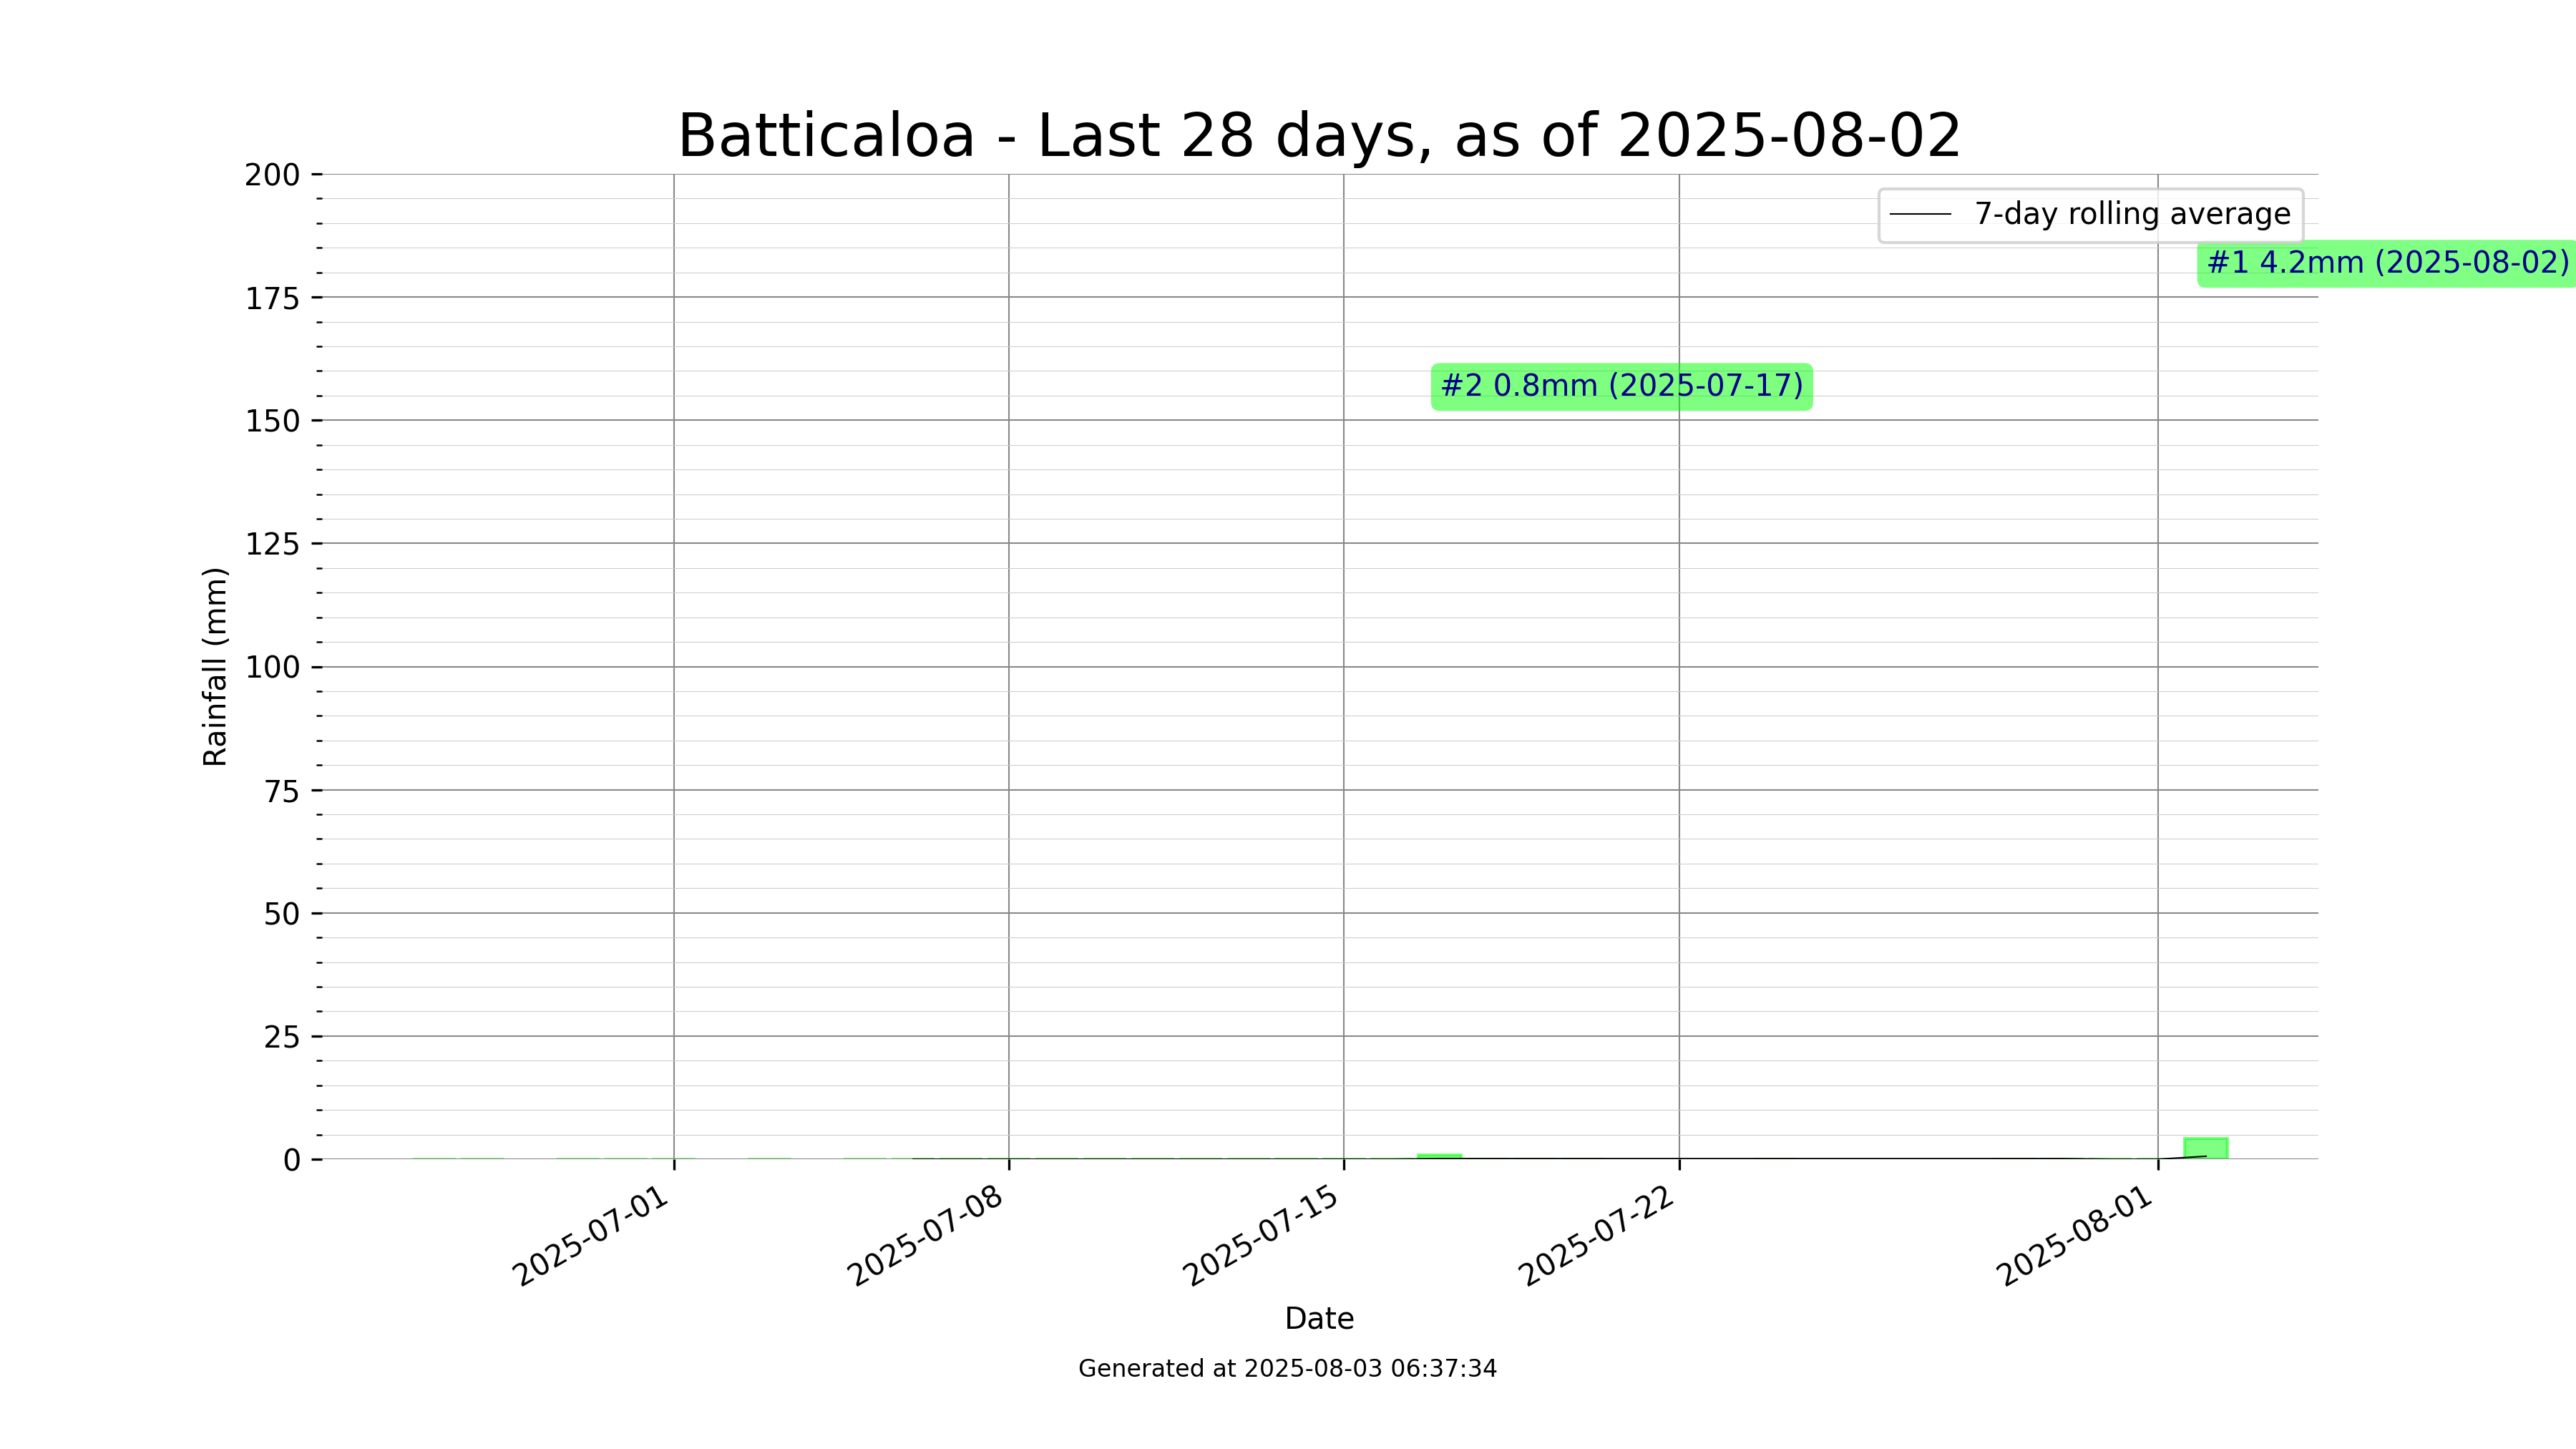 Batticaloa - Last 28 days, as of 2025-08-02
200
175
150
125
100
75
50
25
0
Rainfall (mm)
7-day rolling average
#1 4.2mm (2025-08-02)
#2 0.8mm (2025-07-17)
2025-07-01
2025-07-08
2025-07-15
2025-07-22
2025-08-01
Date
Generated at 2025-08-03 06:37:34